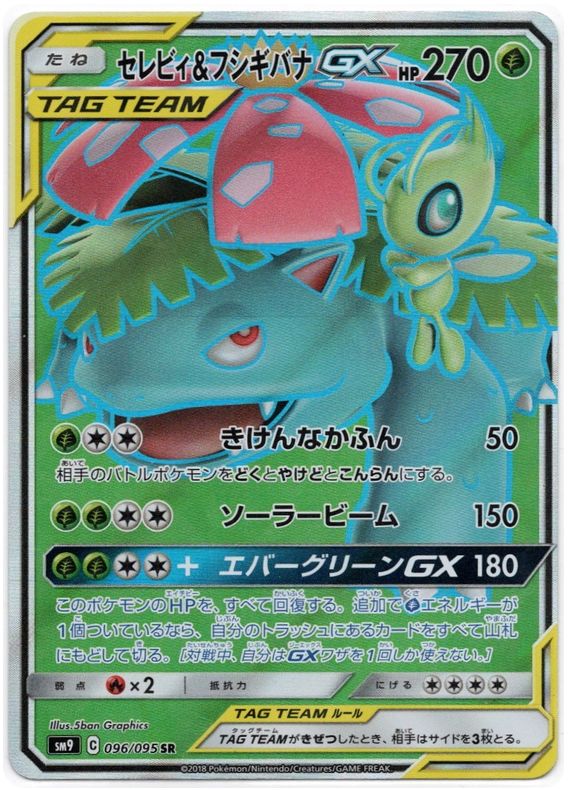 たね セレビィ&フシギバナGX HP270
TAG TEAM
きけんなかふん 50
相手のバトルポケモンをどくとやけどとこんらんにする。
ソーラービーム 150
+ エバーグリーンGX 180
このポケモンのHPを、すべて回復する。追加でエネルギーが
1個ついているなら、自分のトラッシュにあるカードをすべて山札
にもどして切る。[対戦中、自分はGXワザを1回しか使えない。]
弱点 ×2 抵抗力 にげる
Illus.5ban Graphics
TAG TEAM ルール
SM9 C 096/095 SR
TAG TEAMがきぜつしたとき、相手はサイドを3枚とる。
©2018 Pokémon/Nintendo/Creatures/GAME FREAK.